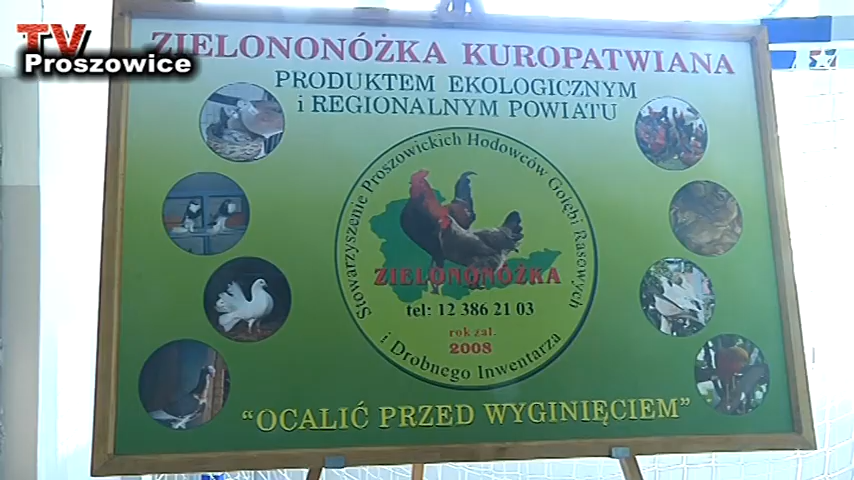 TV
Proszowice
ZIELONONÓŻKA KUROPATWIANA
PRODUKTEM EKOLOGICZNYM
i REGIONALNYM POWIATU
Stowarzyszenie Proszowickich Hodowców Gołębi Rasowych
i Drobnego Inwentarza
ZIELONONÓŻKA
tel: 12 386 21 03
rok zał.
2008
"OCALIĆ PRZED WYGINIĘCIEM"